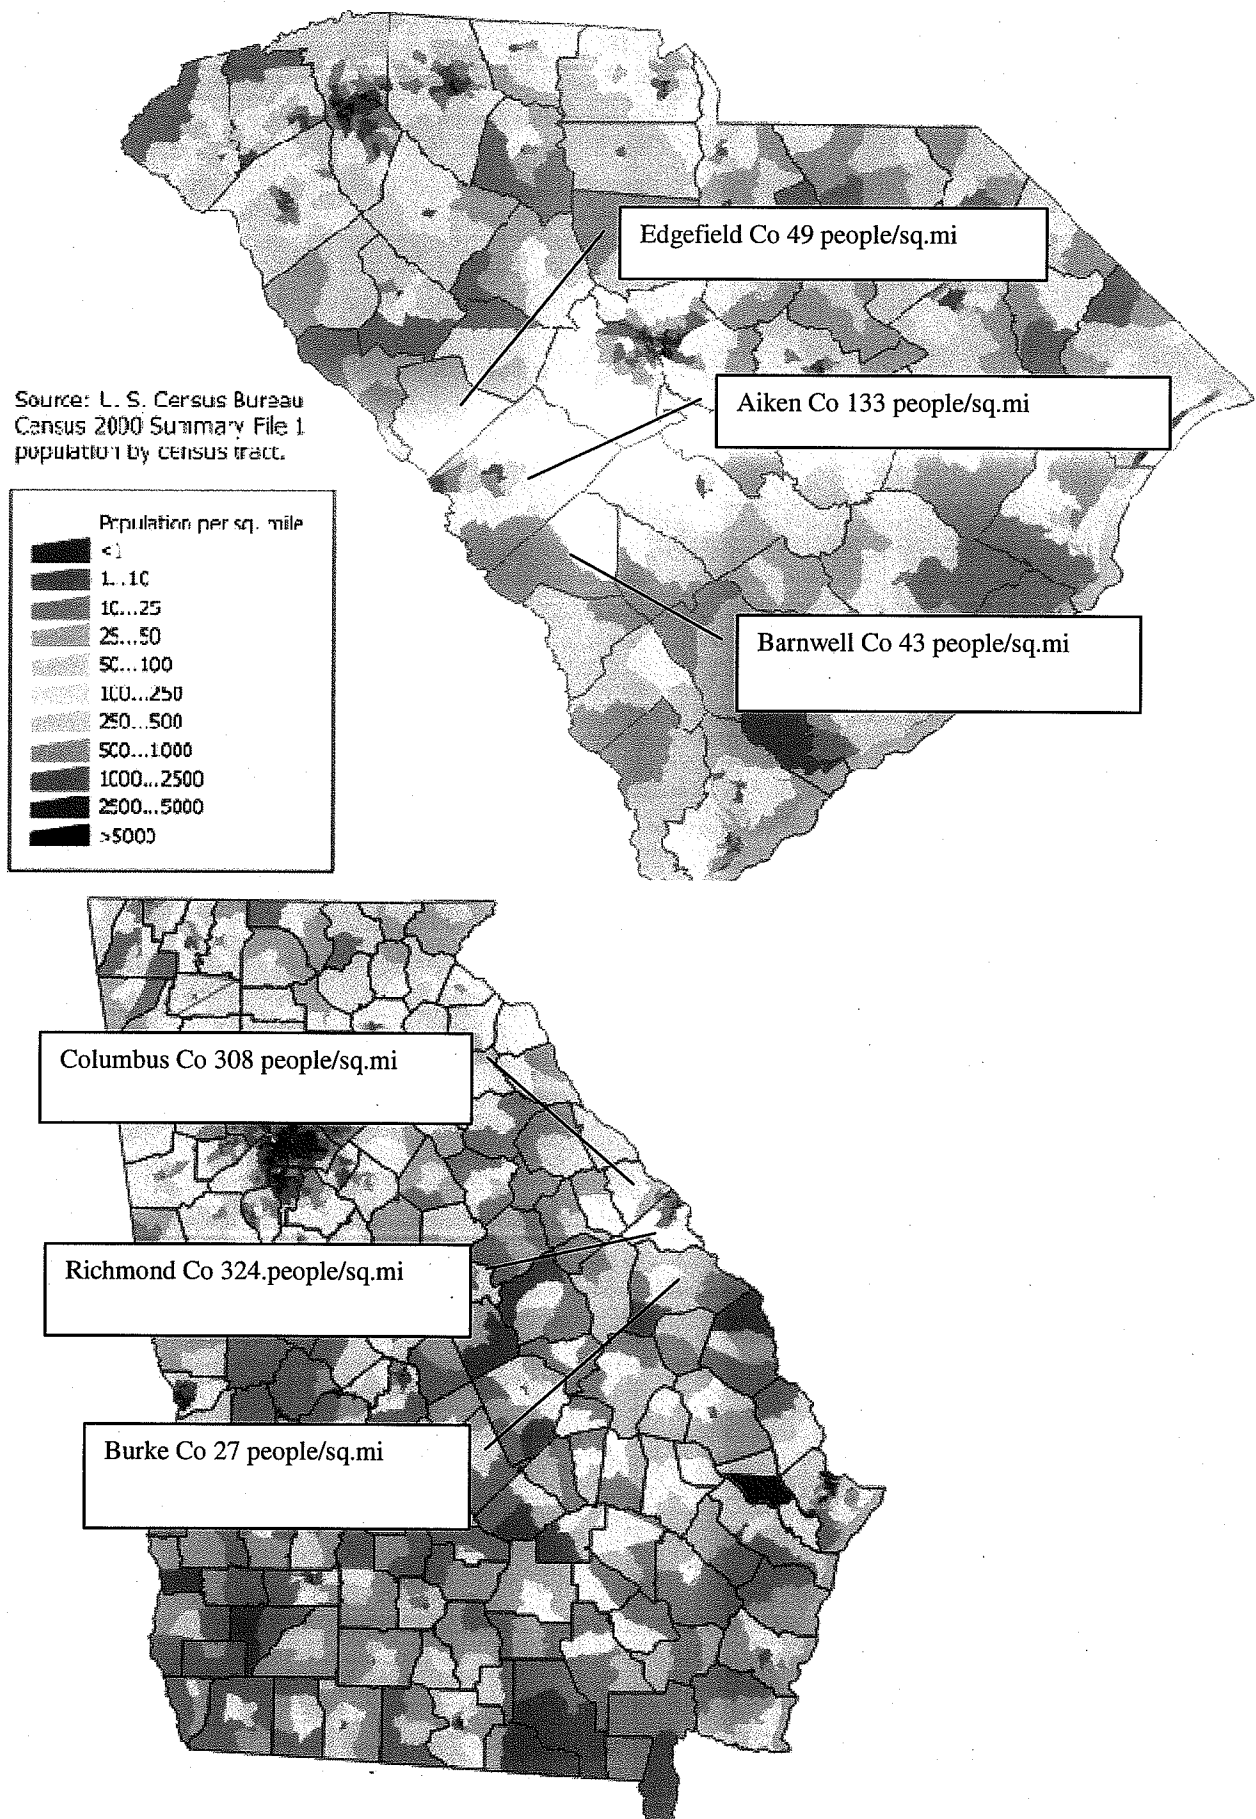 Edgefield Co 49 people/sq.mi
Aiken Co 133 people/sq.mi
Source: L. S. Census Bureau
Census 2000 Summary File 1
population by census tract.
Population per sq. mile
<1
1...10
10...25
25...50
50...100
100...250
250...500
500...1000
1000...2500
2500...5000
>5000
Barnwell Co 43 people/sq.mi
Columbus Co 308 people/sq.mi
Richmond Co 324.people/sq.mi
Burke Co 27 people/sq.mi